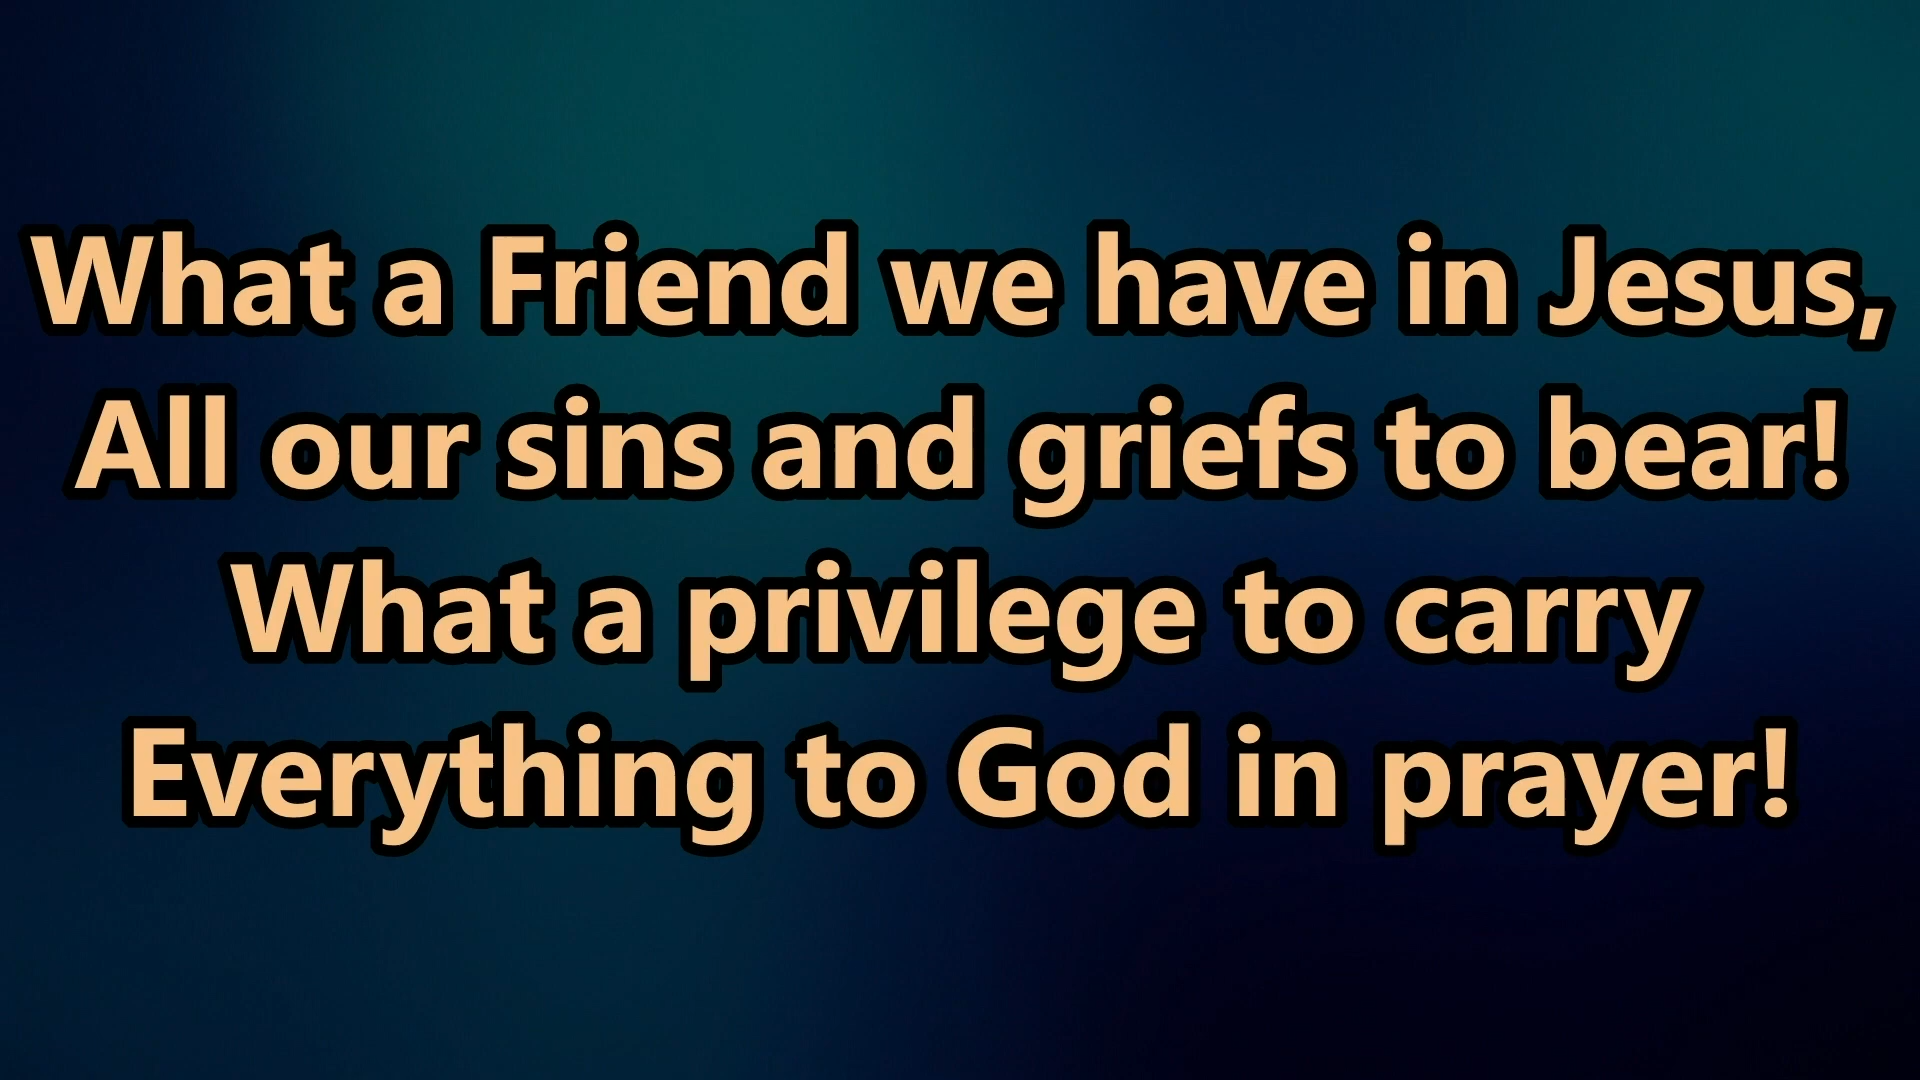 What a Friend we have in Jesus,
All our sins and griefs to bear!
What a privilege to carry
Everything to God in prayer!